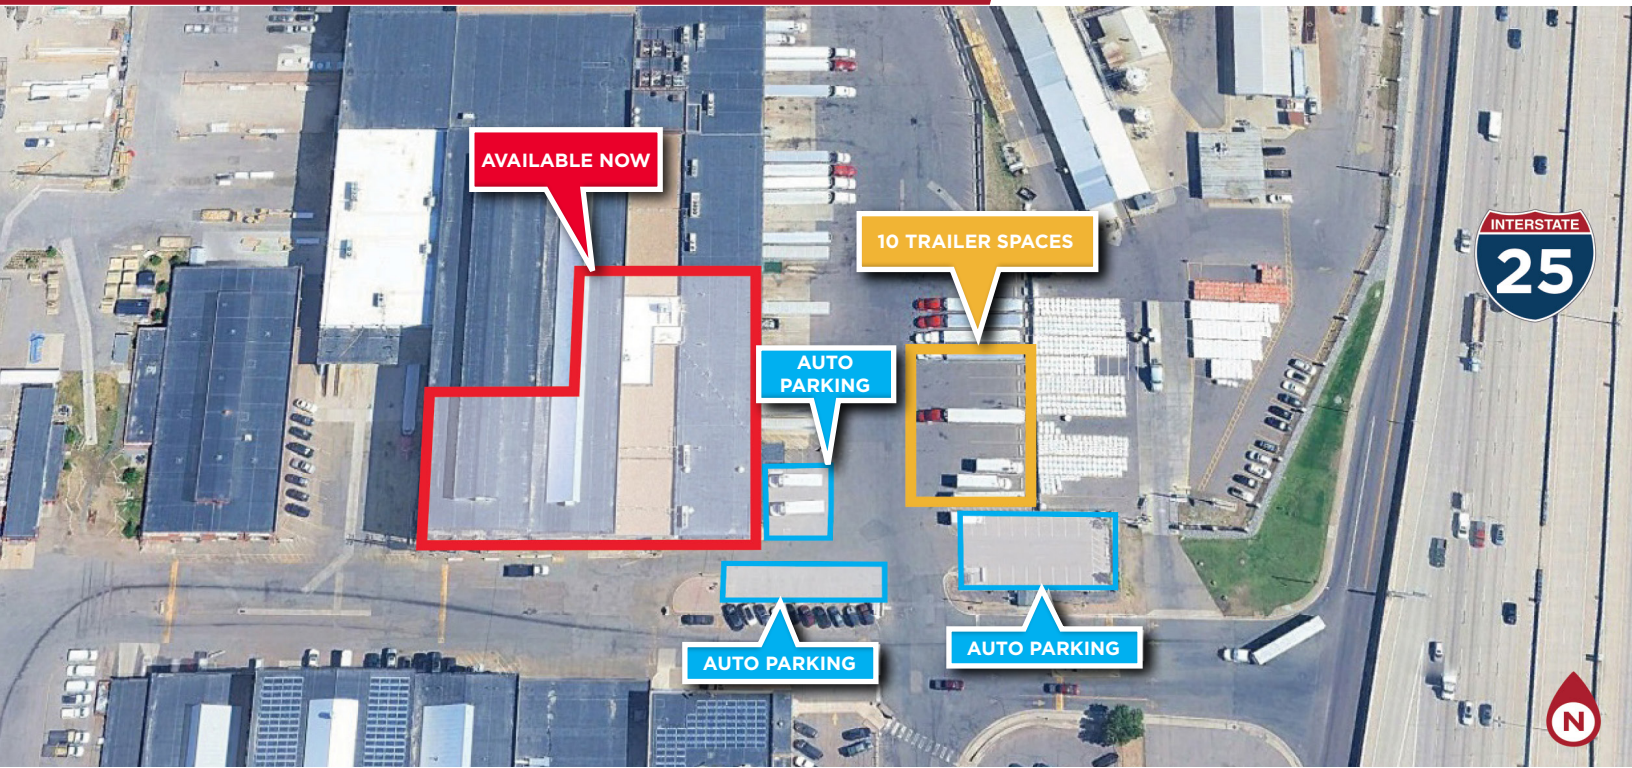 AVAILABLE NOW
10 TRAILER SPACES
INTERSTATE
25
AUTO
PARKING
AUTO PARKING
AUTO PARKING
N